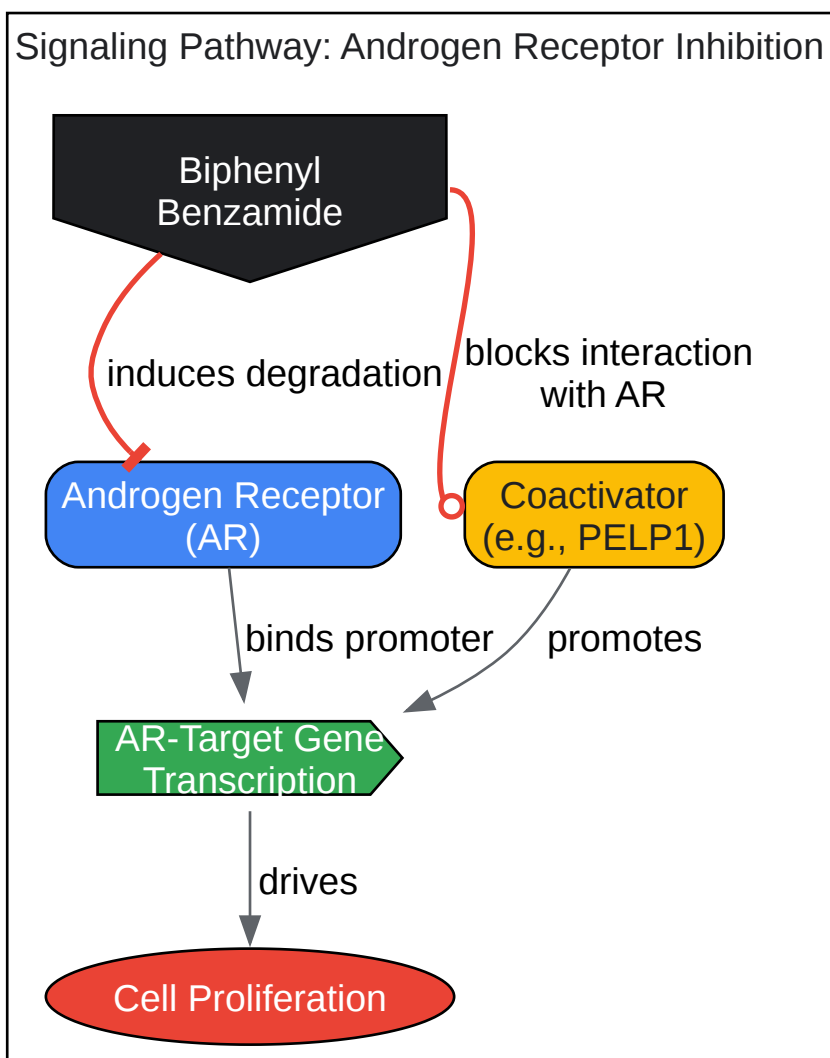 Signaling Pathway: Androgen Receptor Inhibition
Biphenyl
Benzamide
induces degradation
blocks interaction
with AR
Androgen Receptor
(AR)
Coactivator
(e.g., PELP1)
binds promoter
promotes
AR-Target Gene
Transcription
drives
Cell Proliferation